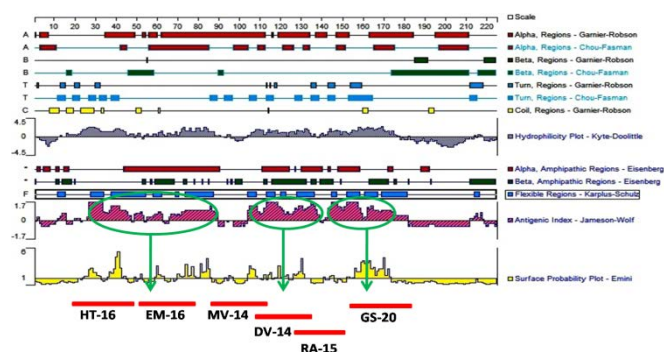 10 20 30 40 50 60 70 80 90 100 110 120 130 140 150 160 170 180 190 200 210 220
Scale
A
Alpha, Regions - Garnier-Robson
A
Alpha, Regions - Chou-Fasman
B
Beta, Regions - Garnier-Robson
B
Beta, Regions - Chou-Fasman
T
Turn, Regions - Garnier-Robson
T
Turn, Regions - Chou-Fasman
C
Coil, Regions - Garnier-Robson
4.5
Hydrophilicity Plot - Kyte-Doolittle
-4.5
Alpha, Amphipathic Regions - Eisenberg
Beta, Amphipathic Regions - Eisenberg
F
Flexible Regions - Karplus-Schulz
1.7
Antigenic Index - Jameson-Wolf
-1.7
6
Surface Probability Plot - Emini
1
HT-16
EM-16
MV-14
DV-14
RA-15
GS-20